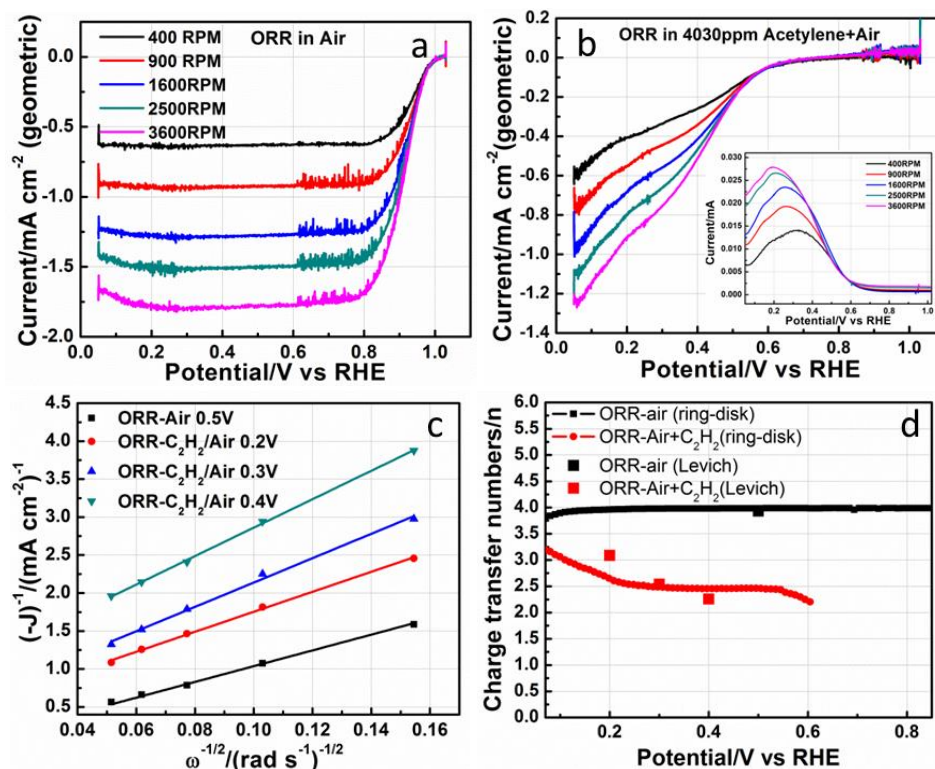 a
ORR in Air
400 RPM
900 RPM
1600RPM
2500RPM
3600RPM
0.0
-0.5
-1.0
-1.5
-2.0
Current/mA cm⁻² (geometric)
0.0 0.2 0.4 0.6 0.8 1.0
Potential/V vs RHE
b
ORR in 4030ppm Acetylene+Air
0.2
0.0
-0.2
-0.4
-0.6
-0.8
-1.0
-1.2
-1.4
Current/mA cm⁻²(geometric)
0.0 0.2 0.4 0.6 0.8 1.0
Potential/V vs RHE
0.030
0.025
0.020
0.015
0.010
0.005
0.000
Current/mA
400RPM
900RPM
1600RPM
2500RPM
3600RPM
0.2 0.4 0.6 0.8 1.0
Potential/V vs RHE
c
ORR-Air 0.5V
ORR-C₂H₂/Air 0.2V
ORR-C₂H₂/Air 0.3V
ORR-C₂H₂/Air 0.4V
4.5
4.0
3.5
3.0
2.5
2.0
1.5
1.0
0.5
0.0
(-J)⁻¹/(mA cm⁻²)⁻¹
0.04 0.06 0.08 0.10 0.12 0.14 0.16
ω⁻¹/²/(rad s⁻¹)⁻¹/²
d
ORR-air (ring-disk)
ORR-Air+C₂H₂(ring-disk)
ORR-air (Levich)
ORR-Air+C₂H₂(Levich)
6.0
5.5
5.0
4.5
4.0
3.5
3.0
2.5
2.0
1.5
1.0
0.5
0.0
Charge transfer numbers/n
0.2 0.4 0.6 0.8
Potential/V vs RHE